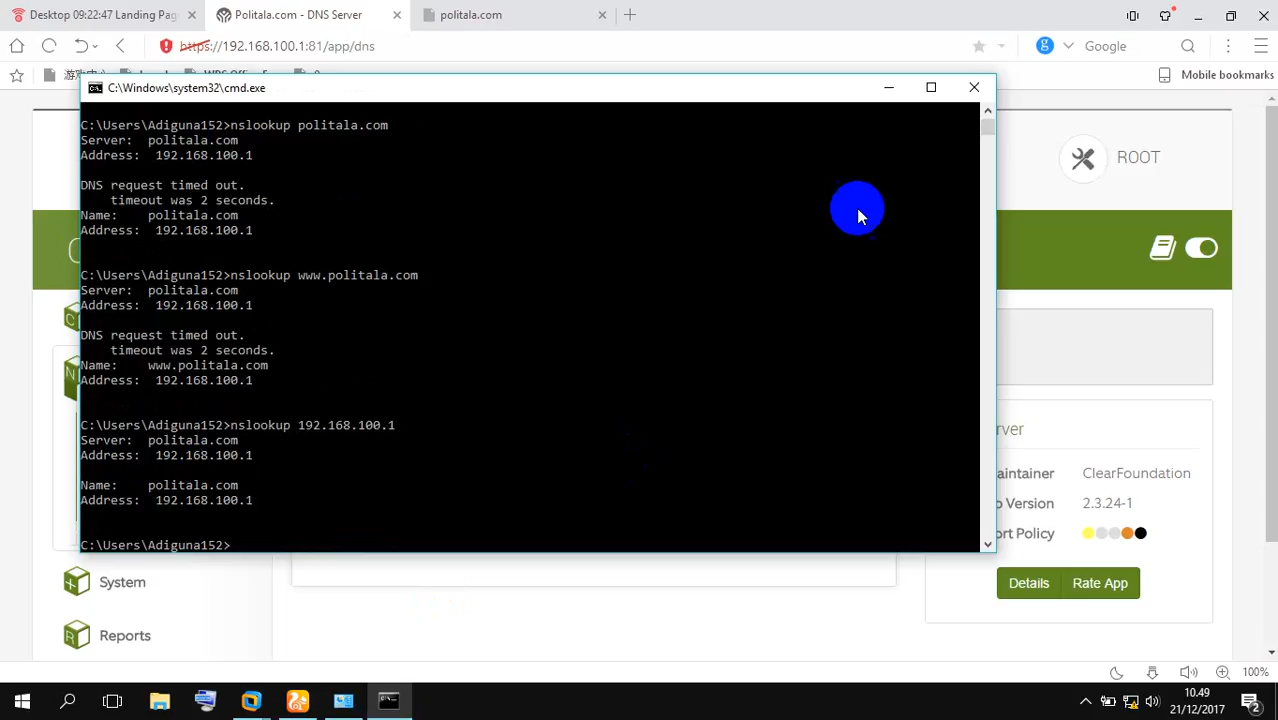 Desktop 09:22:47 Landing Pag
Politala.com - DNS Server
politala.com
https://192.168.100.1:81/app/dns
Google
Mobile bookmarks
C:\Windows\system32\cmd.exe
C:\Users\Adiguna152>nslookup politala.com
Server:  politala.com
Address:  192.168.100.1
DNS request timed out.
    timeout was 2 seconds.
Name:    politala.com
Address:  192.168.100.1
C:\Users\Adiguna152>nslookup www.politala.com
Server:  politala.com
Address:  192.168.100.1
DNS request timed out.
    timeout was 2 seconds.
Name:    www.politala.com
Address:  192.168.100.1
C:\Users\Adiguna152>nslookup 192.168.100.1
Server:  politala.com
Address:  192.168.100.1
Name:    politala.com
Address:  192.168.100.1
C:\Users\Adiguna152>
ROOT
rver
aintainer ClearFoundation
p Version 2.3.24-1
ort Policy
Details
Rate App
System
Reports
100%
10.49
21/12/2017
2